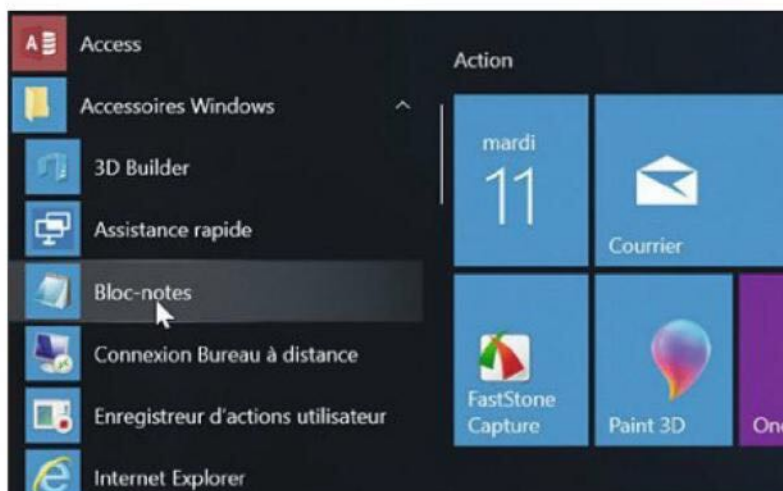 Access
Accessoires Windows
3D Builder
Assistance rapide
Bloc-notes
Connexion Bureau à distance
Enregistreur d'actions utilisateur
Internet Explorer
Action
mardi
11
Courrier
FastStone
Capture
Paint 3D
One